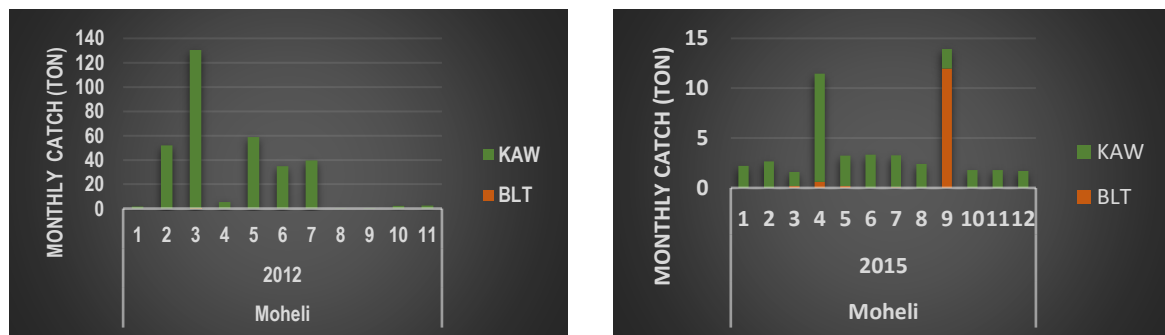 MONTHLY CATCH (TON)
140
120
100
80
60
40
20
0
1 2 3 4 5 6 7 8 9 10 11
2012
Moheli
KAW
BLT
MONTHLY CATCH (TON)
15
10
5
0
1 2 3 4 5 6 7 8 9 10 11 12
2015
Moheli
KAW
BLT